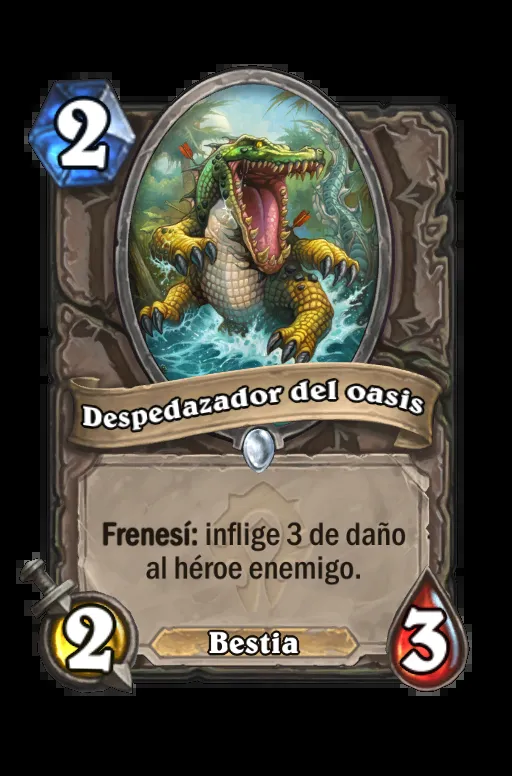 2
Despedazador del oasis
Frenesí: inflige 3 de daño
al héroe enemigo.
2
Bestia
3